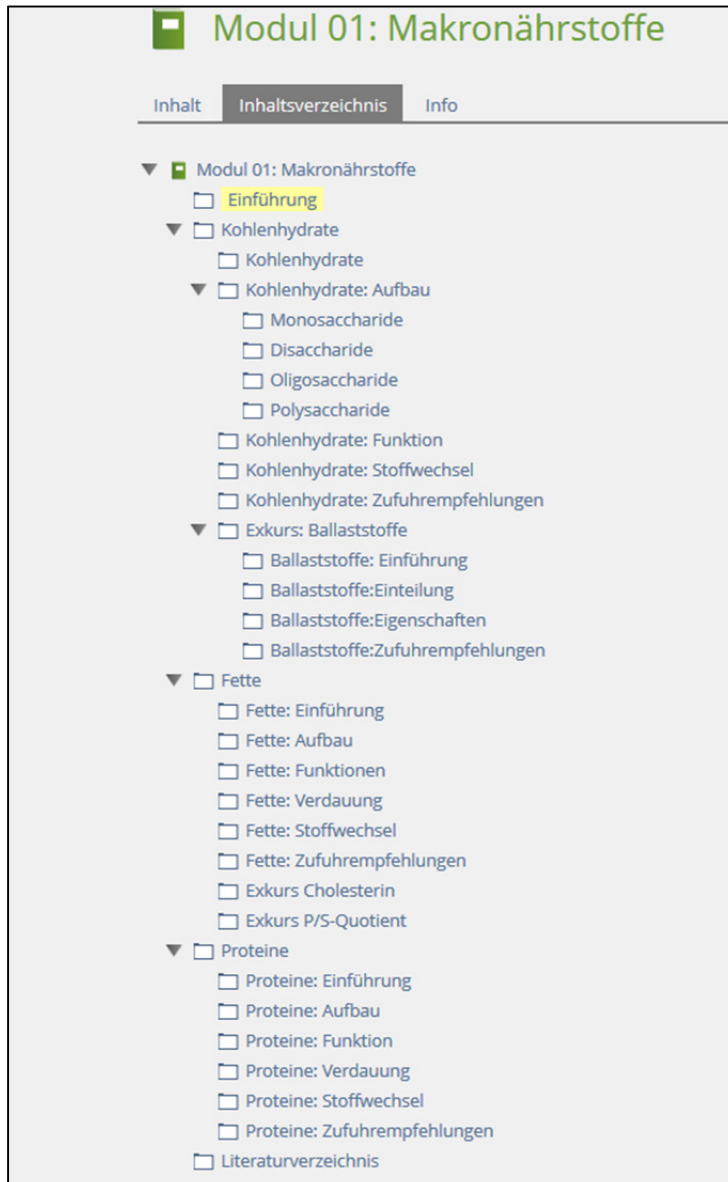 Modul 01: Makronährstoffe
Inhalt Inhaltsverzeichnis Info
Modul 01: Makronährstoffe
Einführung
Kohlenhydrate
Kohlenhydrate
Kohlenhydrate: Aufbau
Monosaccharide
Disaccharide
Oligosaccharide
Polysaccharide
Kohlenhydrate: Funktion
Kohlenhydrate: Stoffwechsel
Kohlenhydrate: Zufuhrempfehlungen
Exkurs: Ballaststoffe
Ballaststoffe: Einführung
Ballaststoffe:Einteilung
Ballaststoffe:Eigenschaften
Ballaststoffe:Zufuhrempfehlungen
Fette
Fette: Einführung
Fette: Aufbau
Fette: Funktionen
Fette: Verdauung
Fette: Stoffwechsel
Fette: Zufuhrempfehlungen
Exkurs Cholesterin
Exkurs P/S-Quotient
Proteine
Proteine: Einführung
Proteine: Aufbau
Proteine: Funktion
Proteine: Verdauung
Proteine: Stoffwechsel
Proteine: Zufuhrempfehlungen
Literaturverzeichnis